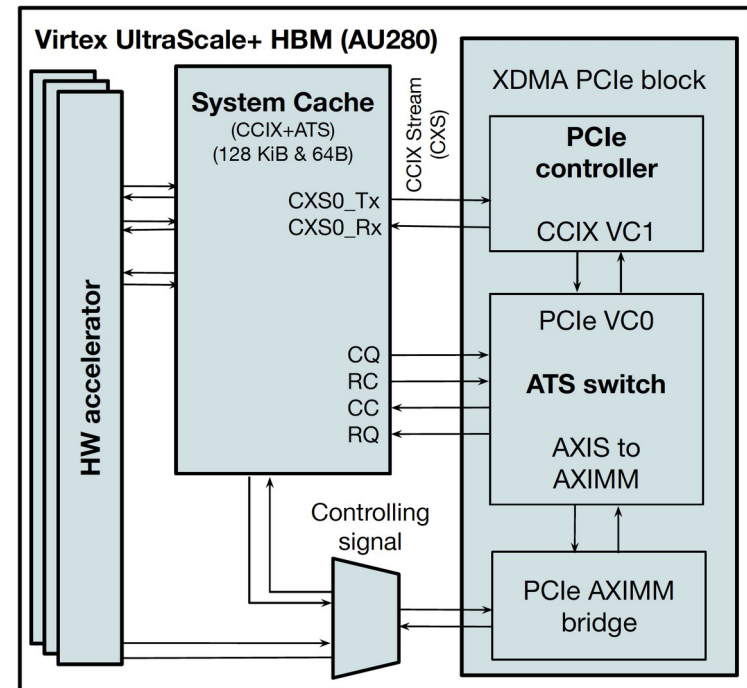 Virtex UltraScale+ HBM (AU280)
HW accelerator
System Cache
(CCIX+ATS)
(128 KiB & 64B)
CXS0_Tx
CXS0_Rx
CQ
RC
CC
RQ
CCIX Stream
(CXS)
Controlling
signal
XDMA PCIe block
PCIe
controller
CCIX VC1
PCIe VC0
ATS switch
AXIS to
AXIMM
PCIe AXIMM
bridge